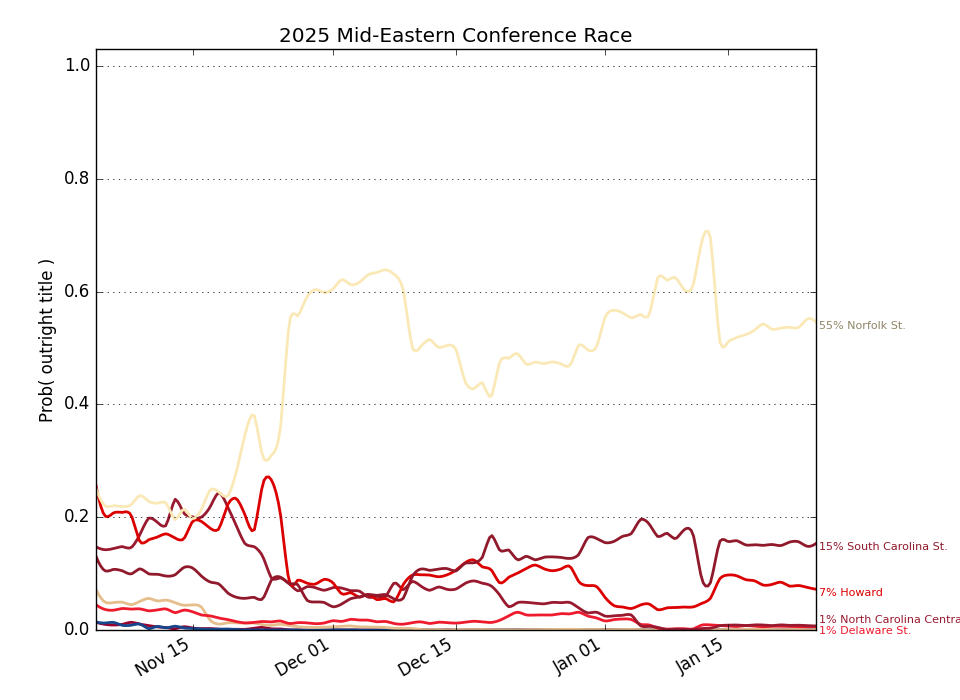 2025 Mid-Eastern Conference Race
1.0
0.8
0.6
0.4
0.2
0.0
Prob( outright title )
Nov 15
Dec 01
Dec 15
Jan 01
Jan 15
55% Norfolk St.
15% South Carolina St.
7% Howard
1% North Carolina Centra
1% Delaware St.